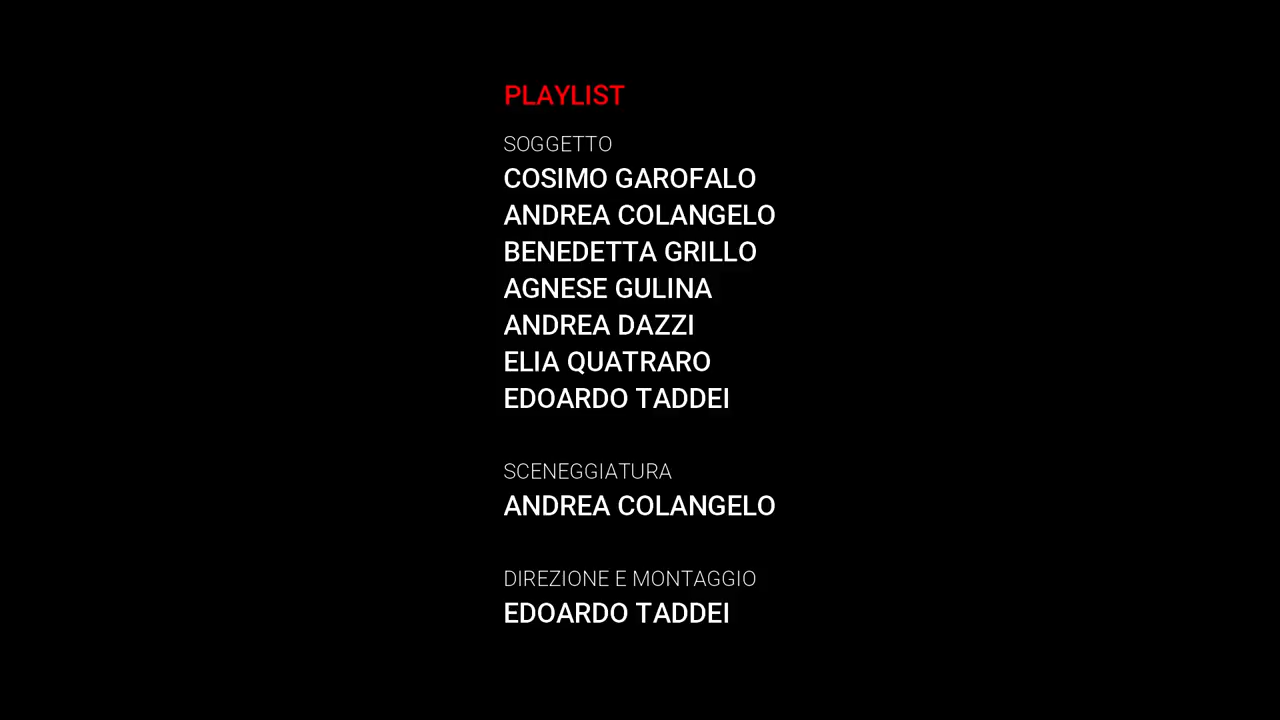 PLAYLIST
SOGGETTO
COSIMO GAROFALO
ANDREA COLANGELO
BENEDETTA GRILLO
AGNESE GULINA
ANDREA DAZZI
ELIA QUATRARO
EDOARDO TADDEI
SCENEGGIATURA
ANDREA COLANGELO
DIREZIONE E MONTAGGIO
EDOARDO TADDEI